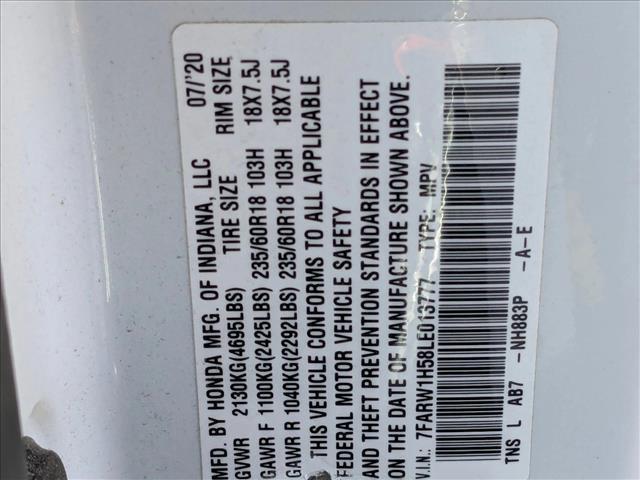 MFD. BY HONDA MFG. OF INDIANA, LLC 07/'20
GVWR 2130KG(4695LBS) TIRE SIZE RIM SIZE
GAWR F 1100KG(2425LBS) 235/60R18 103H 18X7.5J
GAWR R 1040KG(2292LBS) 235/60R18 103H 18X7.5J
THIS VEHICLE CONFORMS TO ALL APPLICABLE
FEDERAL MOTOR VEHICLE SAFETY
AND THEFT PREVENTION STANDARDS IN EFFECT
ON THE DATE OF MANUFACTURE SHOWN ABOVE.
V.I.N.: 7FARW1H58LE013777 TYPE: MPV
TNS L AB7 -NH883P -A-E